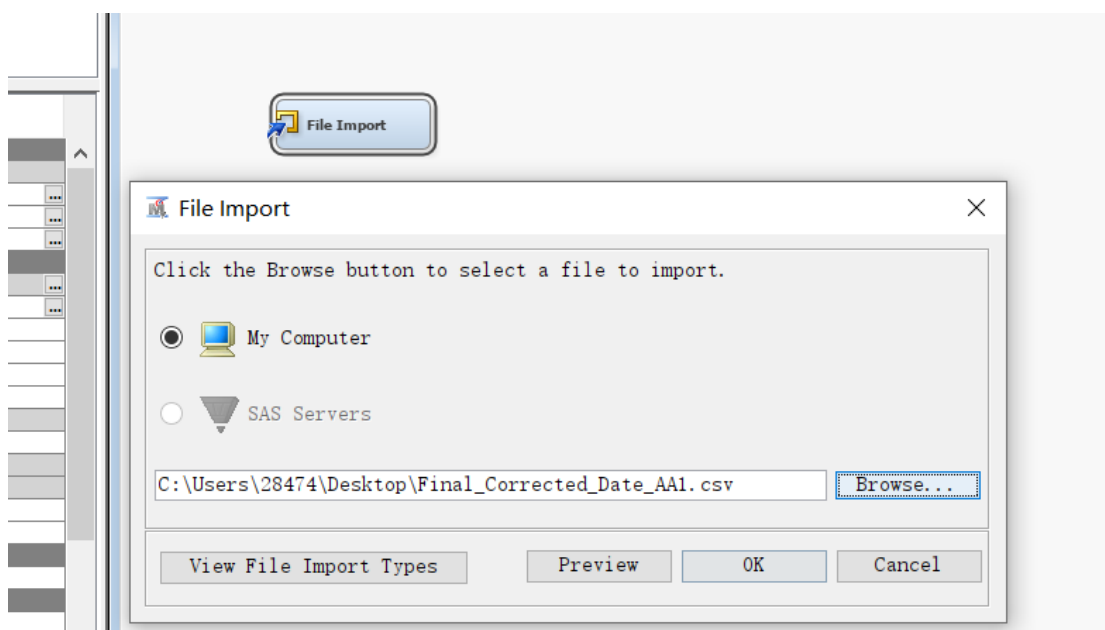 File Import
File Import
Click the Browse button to select a file to import.
My Computer
SAS Servers
C:\Users\28474\Desktop\Final_Corrected_Date_AA1.csv
Browse...
View File Import Types
Preview
OK
Cancel